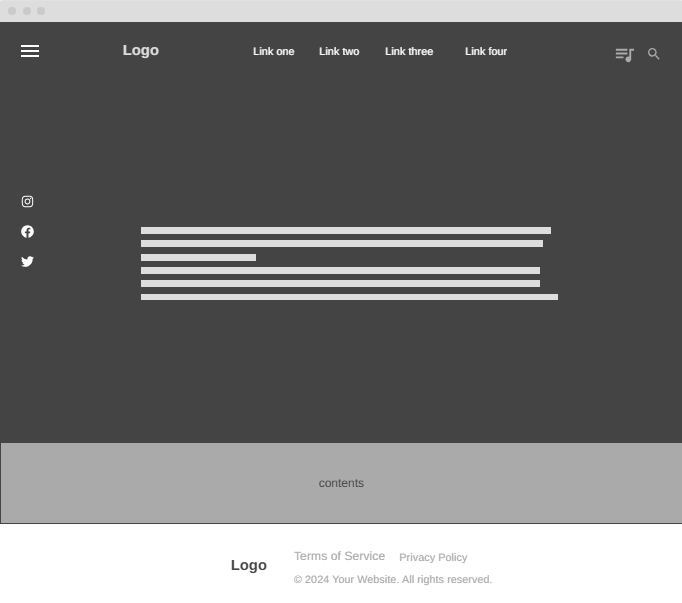 Logo Link one Link two Link three Link four
contents
Logo
Terms of Service Privacy Policy
© 2024 Your Website. All rights reserved.